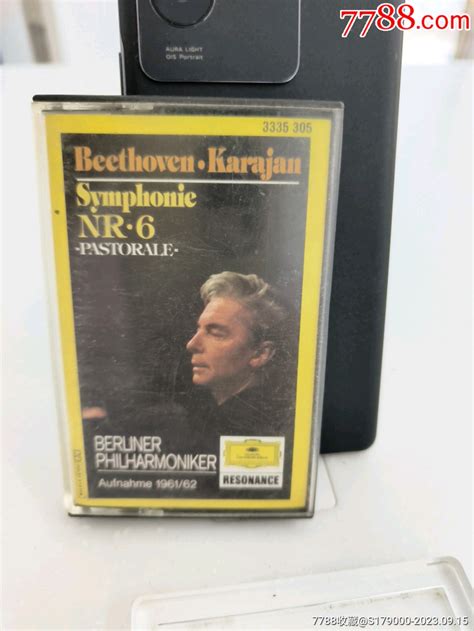 7788.com
AURA LIGHT
OIS Portrait
3335 305
Beethoven • Karajan
Symphonie
NR•6
-PASTORALE-
BERLINER
PHILHARMONIKER
Aufnahme 1961/62
RESONANCE
7788收藏@S179000-2023.09.15